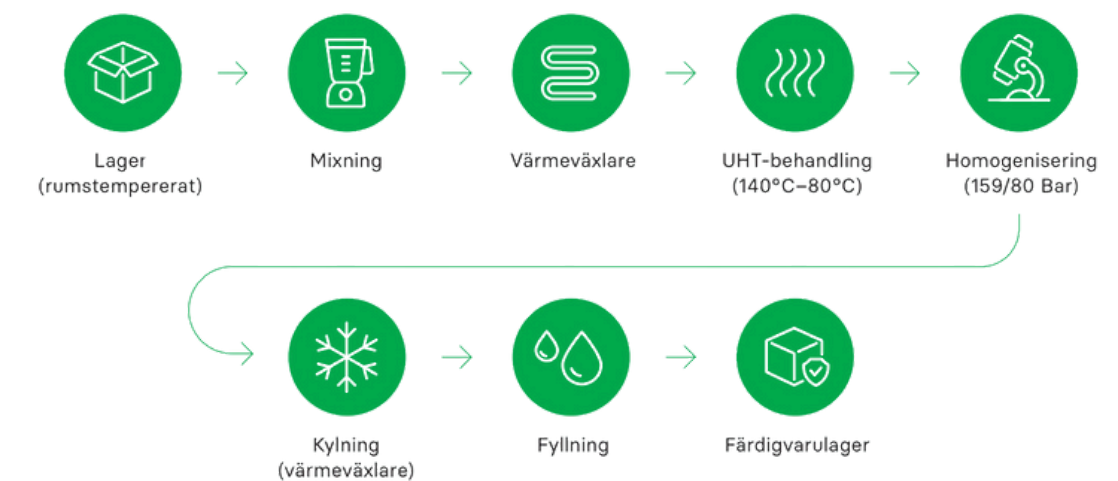 Lager
(rumstempererat)
Mixning
Värmeväxlare
UHT-behandling
(140°C–80°C)
Homogenisering
(159/80 Bar)
Kylning
(värmeväxlare)
Fyllning
Färdigvarulager